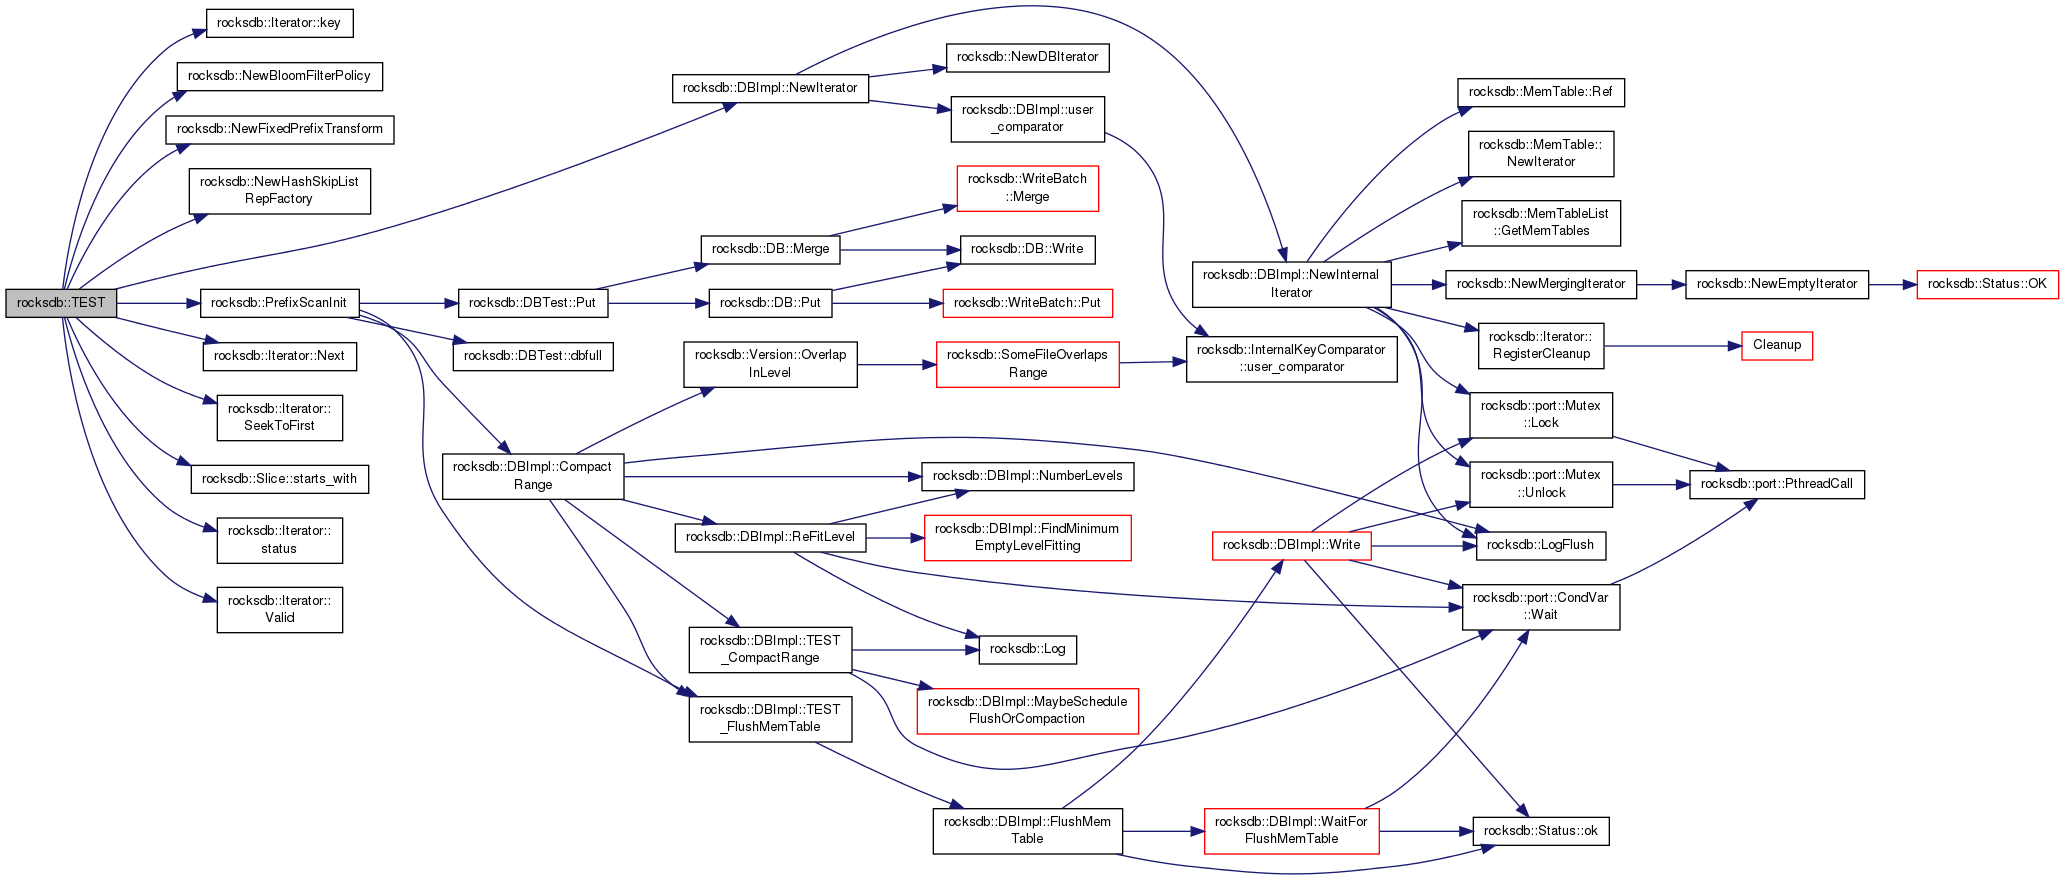 rocksdb::TEST
rocksdb::Iterator::key
rocksdb::NewBloomFilterPolicy
rocksdb::NewFixedPrefixTransform
rocksdb::NewHashSkipList
RepFactory
rocksdb::PrefixScanInit
rocksdb::Iterator::Next
rocksdb::Iterator::
SeekToFirst
rocksdb::Slice::starts_with
rocksdb::Iterator::
status
rocksdb::Iterator::
Valid
rocksdb::DBTest::Put
rocksdb::DBTest::dbfull
rocksdb::DBImpl::Compact
Range
rocksdb::DBImpl::NewIterator
rocksdb::DB::Merge
rocksdb::DB::Put
rocksdb::Version::Overlap
InLevel
rocksdb::DBImpl::ReFitLevel
rocksdb::DBImpl::TEST
_CompactRange
rocksdb::DBImpl::TEST
_FlushMemTable
rocksdb::NewDBIterator
rocksdb::DBImpl::user
_comparator
rocksdb::WriteBatch
::Merge
rocksdb::DB::Write
rocksdb::WriteBatch::Put
rocksdb::SomeFileOverlaps
Range
rocksdb::DBImpl::NumberLevels
rocksdb::DBImpl::FindMinimum
EmptyLevelFitting
rocksdb::Log
rocksdb::DBImpl::MaybeSchedule
FlushOrCompaction
rocksdb::DBImpl::FlushMem
Table
rocksdb::DBImpl::NewInternal
Iterator
rocksdb::InternalKeyComparator
::user_comparator
rocksdb::DBImpl::Write
rocksdb::DBImpl::WaitFor
FlushMemTable
rocksdb::MemTable::Ref
rocksdb::MemTable::
NewIterator
rocksdb::MemTableList
::GetMemTables
rocksdb::NewMergingIterator
rocksdb::Iterator::
RegisterCleanup
rocksdb::port::Mutex
::Lock
rocksdb::port::Mutex
::Unlock
rocksdb::LogFlush
rocksdb::port::CondVar
::Wait
rocksdb::Status::ok
rocksdb::NewEmptyIterator
Cleanup
rocksdb::port::PthreadCall
rocksdb::Status::OK